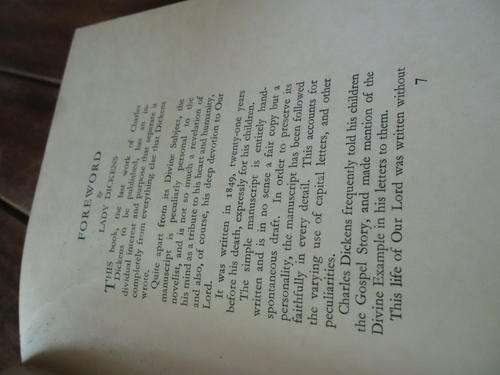 FOREWORD
by
LADY DICKENS
THIS book, the last work of Charles
Dickens to be published, has an in-
dividual interest and purpose that separate it
completely from everything else that Dickens
wrote.
Quite apart from its Divine Subject, the
manuscript is peculiarly personal to the
novelist, and is not so much a revelation of
his mind as a tribute to his heart and humanity,
and also, of course, his deep devotion to Our
Lord.
It was written in 1849, twenty-one years
before his death, expressly for his children.
The simple manuscript is entirely hand-
written and is in no sense a fair copy but a
spontaneous draft. In order to preserve its
personality, the manuscript has been followed
faithfully in every detail. This accounts for
the varying use of capital letters, and other
peculiarities.
Charles Dickens frequently told his children
the Gospel Story, and made mention of the
Divine Example in his letters to them.
This life of Our Lord was written without
7